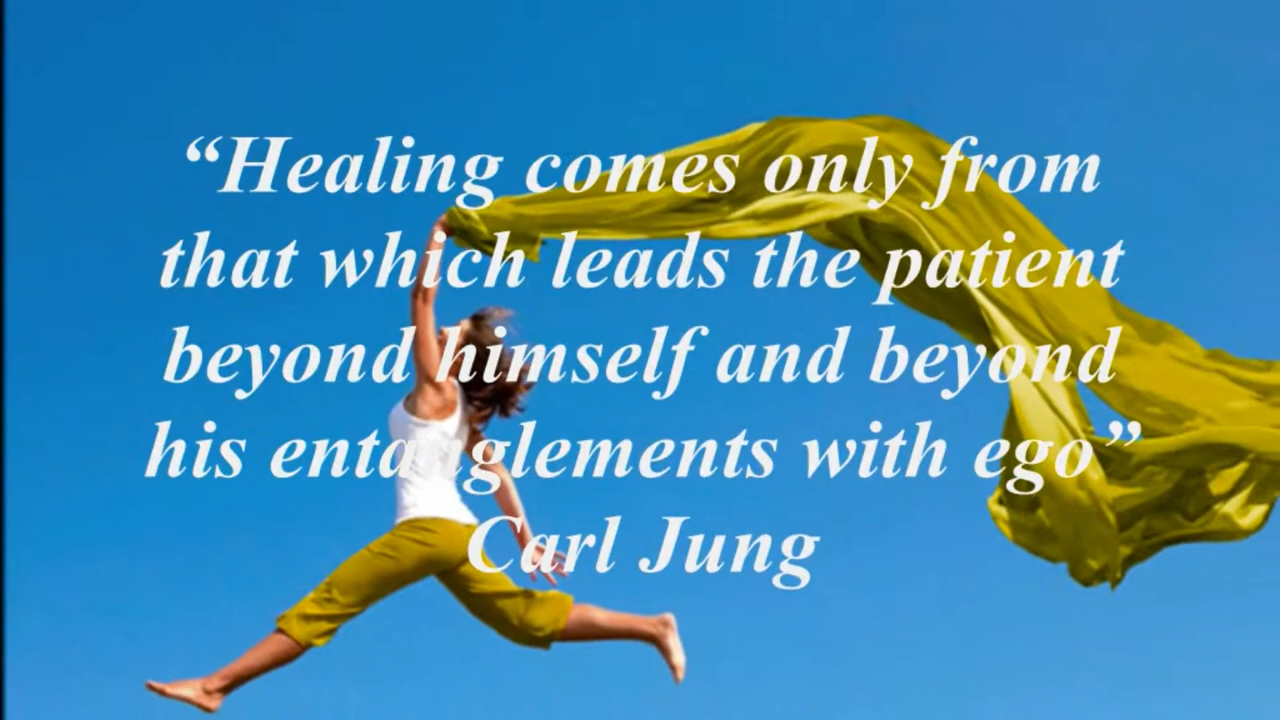 “Healing comes only from
that which leads the patient
beyond himself and beyond
his entanglements with ego”
Carl Jung